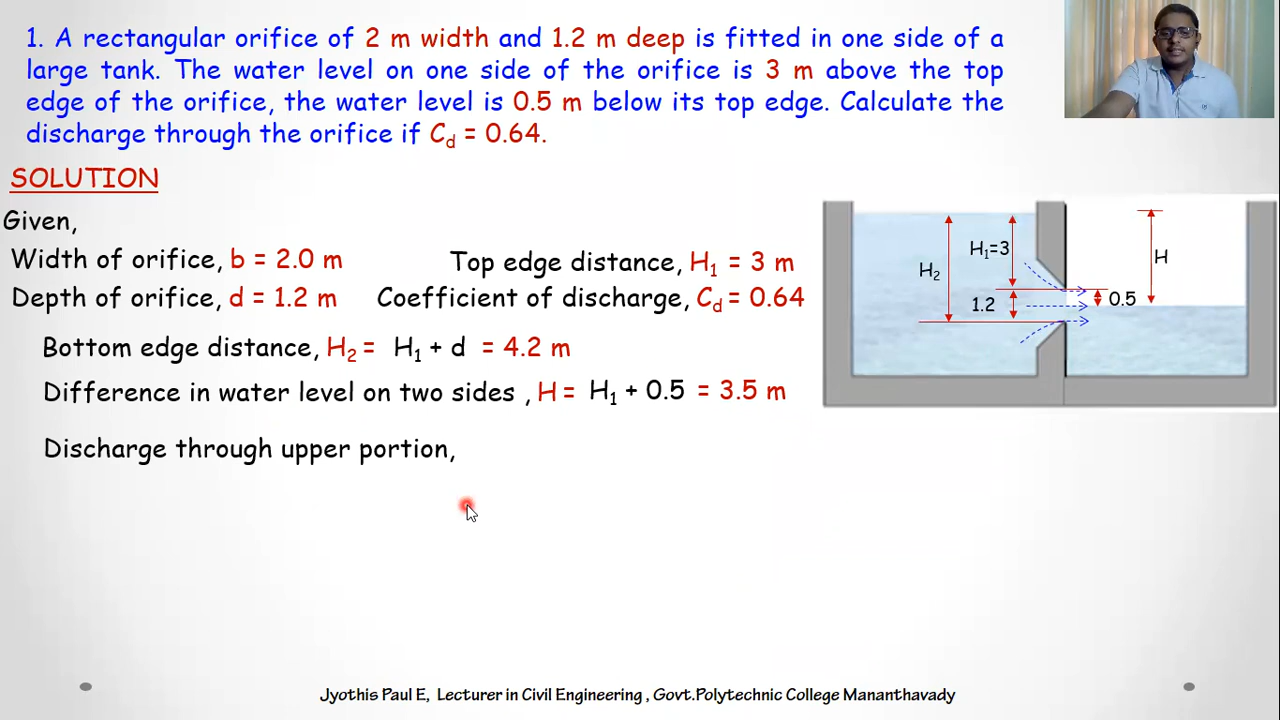 1. A rectangular orifice of 2 m width and 1.2 m deep is fitted in one side of a
large tank. The water level on one side of the orifice is 3 m above the top
edge of the orifice, the water level is 0.5 m below its top edge. Calculate the
discharge through the orifice if Cd = 0.64.
SOLUTION
Given,
Width of orifice, b = 2.0 m
Top edge distance, H1 = 3 m
Depth of orifice, d = 1.2 m
Coefficient of discharge, Cd = 0.64
Bottom edge distance, H2 = H1 + d = 4.2 m
Difference in water level on two sides , H = H1 + 0.5 = 3.5 m
Discharge through upper portion,
H1=3
H2
H
1.2
0.5
Jyothis Paul E, Lecturer in Civil Engineering , Govt.Polytechnic College Mananthavady